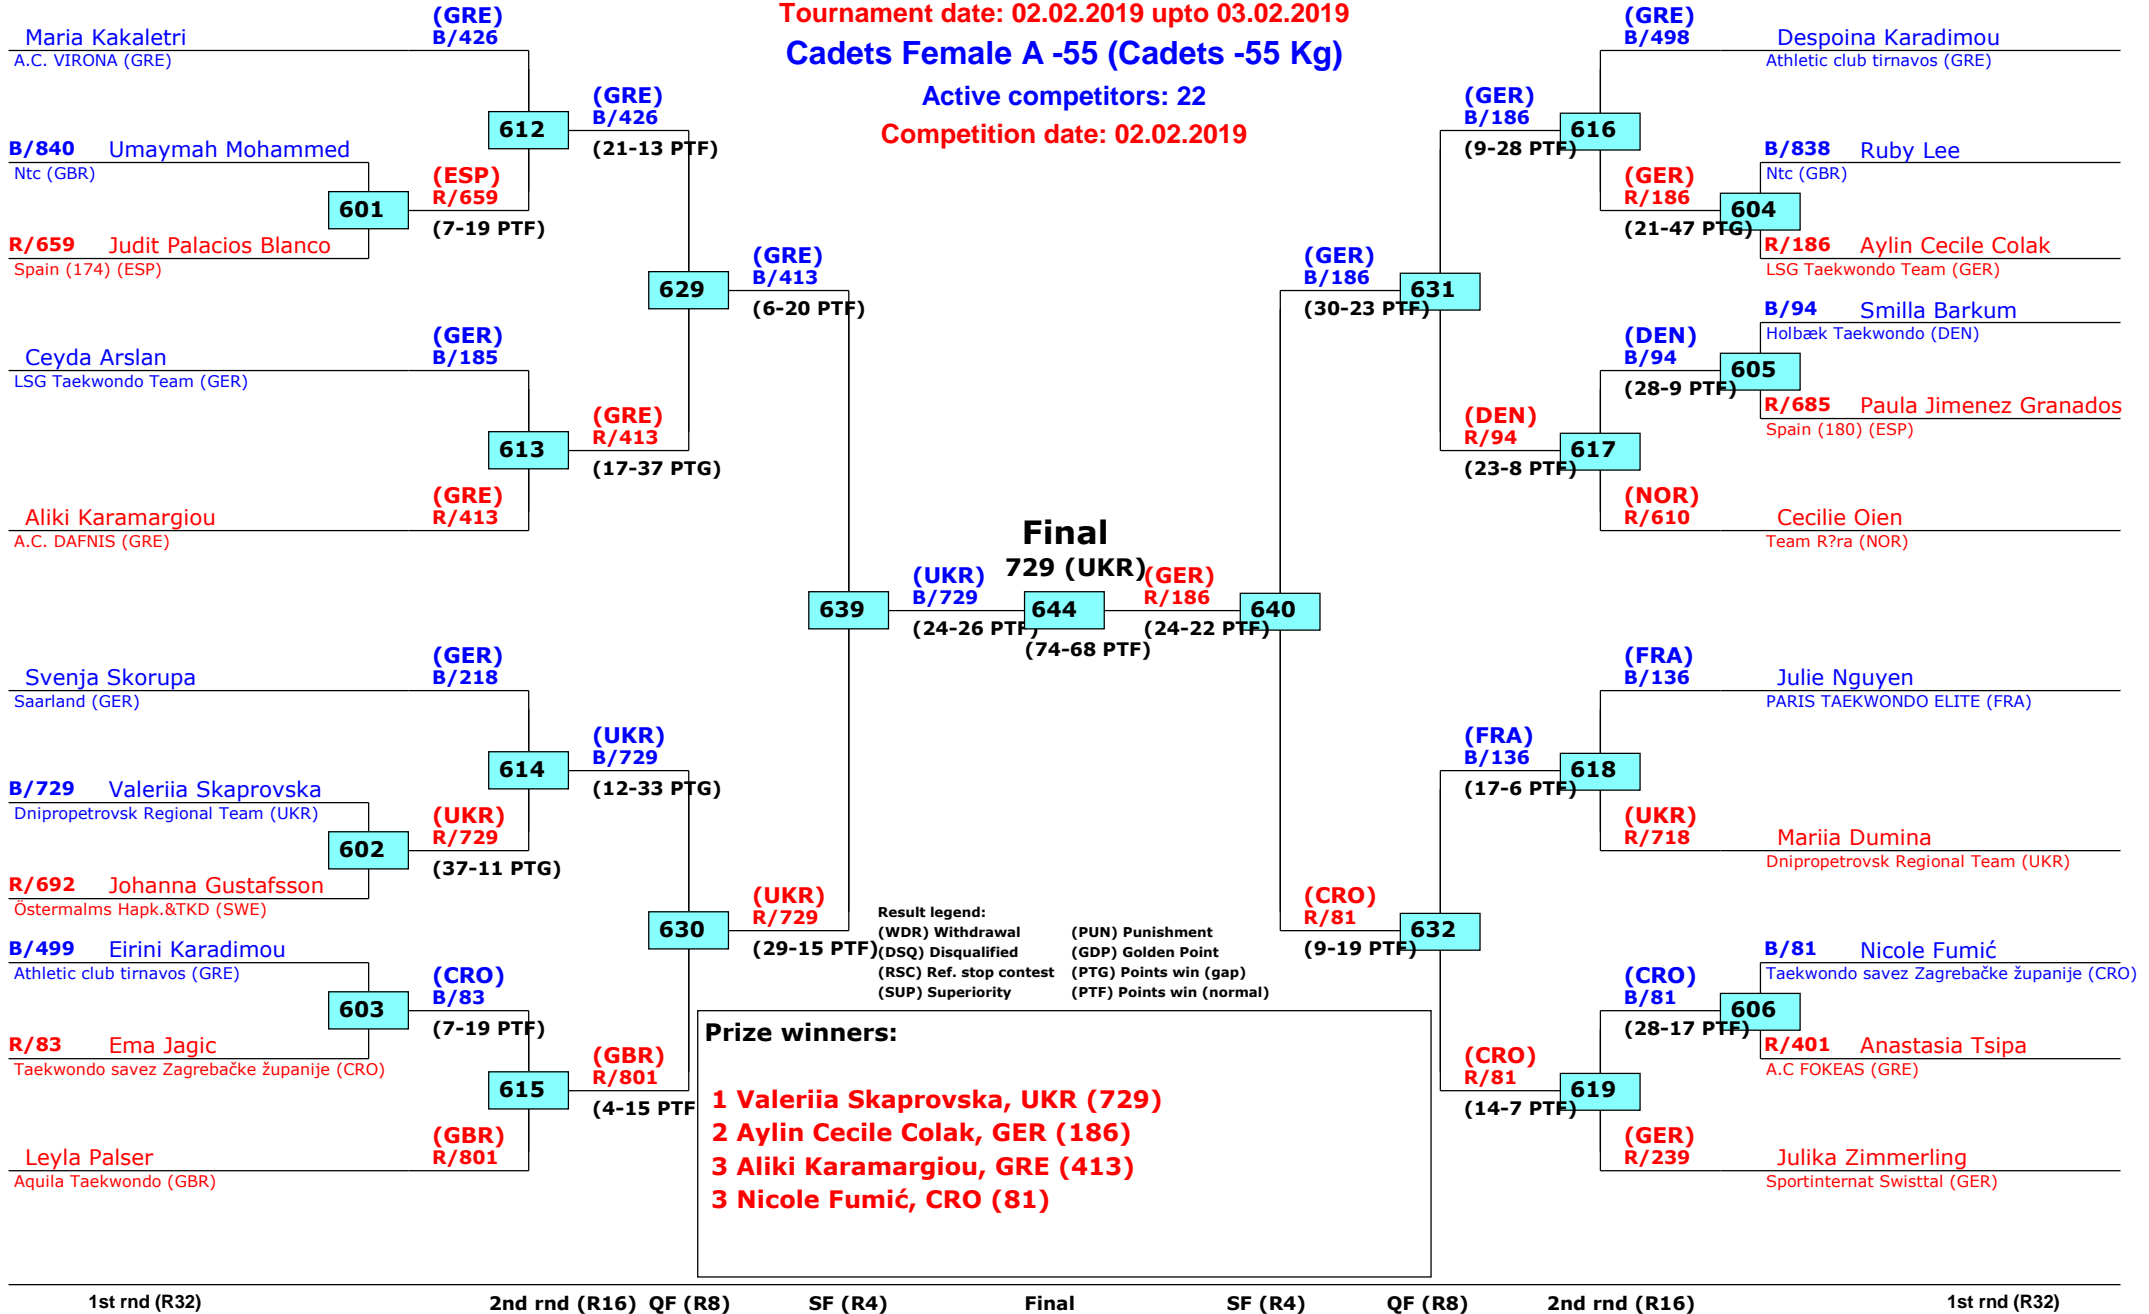 Tournament date: 02.02.2019 upto 03.02.2019
Cadets Female A -55 (Cadets -55 Kg)
Active competitors: 22
Competition date: 02.02.2019
(GRE)
Maria Kakaletri B/426
A.C. VIRONA (GRE)
612
(GRE)
B/426
(21-13 PTF)
B/840 Umaymah Mohammed
Ntc (GBR)
601
(ESP)
R/659
(7-19 PTF)
R/659 Judit Palacios Blanco
Spain (174) (ESP)
629
(GRE)
B/413
(6-20 PTF)
(GER)
Ceyda Arslan B/185
LSG Taekwondo Team (GER)
613
(GRE)
R/413
(17-37 PTG)
(GRE)
Aliki Karamargiou R/413
A.C. DAFNIS (GRE)
639
(UKR)
B/729
(24-26 PTF)
(GER)
Svenja Skorupa B/218
Saarland (GER)
614
(UKR)
B/729
(12-33 PTG)
B/729 Valeriia Skaprovska
Dnipropetrovsk Regional Team (UKR)
602
(UKR)
R/729
(37-11 PTG)
R/692 Johanna Gustafsson
Östermalms Hapk.&TKD (SWE)
630
(UKR)
R/729
(29-15 PTF)
B/499 Eirini Karadimou
Athletic club tirnavos (GRE)
603
(CRO)
B/83
(7-19 PTF)
R/83 Ema Jagic
Taekwondo savez Zagrebačke županije (CRO)
615
(GBR)
R/801
(4-15 PTF
(GBR)
Leyla Palser R/801
Aquila Taekwondo (GBR)
Final
729 (UKR)
644
(74-68 PTF)
(GER)
R/186
(24-22 PTF)
640
(GRE)
B/498 Despoina Karadimou
Athletic club tirnavos (GRE)
(GER)
B/186
(9-28 PTF)
616
B/838 Ruby Lee
Ntc (GBR)
(GER)
R/186
(21-47 PTG)
604
R/186 Aylin Cecile Colak
LSG Taekwondo Team (GER)
(GER)
B/186
(30-23 PTF)
631
B/94 Smilla Barkum
Holbæk Taekwondo (DEN)
(DEN)
B/94
(28-9 PTF)
605
R/685 Paula Jimenez Granados
Spain (180) (ESP)
(DEN)
R/94
(23-8 PTF)
617
(NOR)
R/610 Cecilie Oien
Team R?ra (NOR)
(FRA)
B/136 Julie Nguyen
PARIS TAEKWONDO ELITE (FRA)
(FRA)
B/136
(17-6 PTF)
618
(UKR)
R/718 Mariia Dumina
Dnipropetrovsk Regional Team (UKR)
(CRO)
R/81
(9-19 PTF)
632
B/81 Nicole Fumić
Taekwondo savez Zagrebačke županije (CRO)
(CRO)
B/81
(28-17 PTF)
606
R/401 Anastasia Tsipa
A.C FOKEAS (GRE)
(CRO)
R/81
(14-7 PTF)
619
(GER)
R/239 Julika Zimmerling
Sportinternat Swisttal (GER)
Result legend:
(WDR) Withdrawal (PUN) Punishment
(DSQ) Disqualified (GDP) Golden Point
(RSC) Ref. stop contest (PTG) Points win (gap)
(SUP) Superiority (PTF) Points win (normal)
Prize winners:
1 Valeriia Skaprovska, UKR (729)
2 Aylin Cecile Colak, GER (186)
3 Aliki Karamargiou, GRE (413)
3 Nicole Fumić, CRO (81)
1st rnd (R32) 2nd rnd (R16) QF (R8) SF (R4) Final SF (R4) QF (R8) 2nd rnd (R16) 1st rnd (R32)